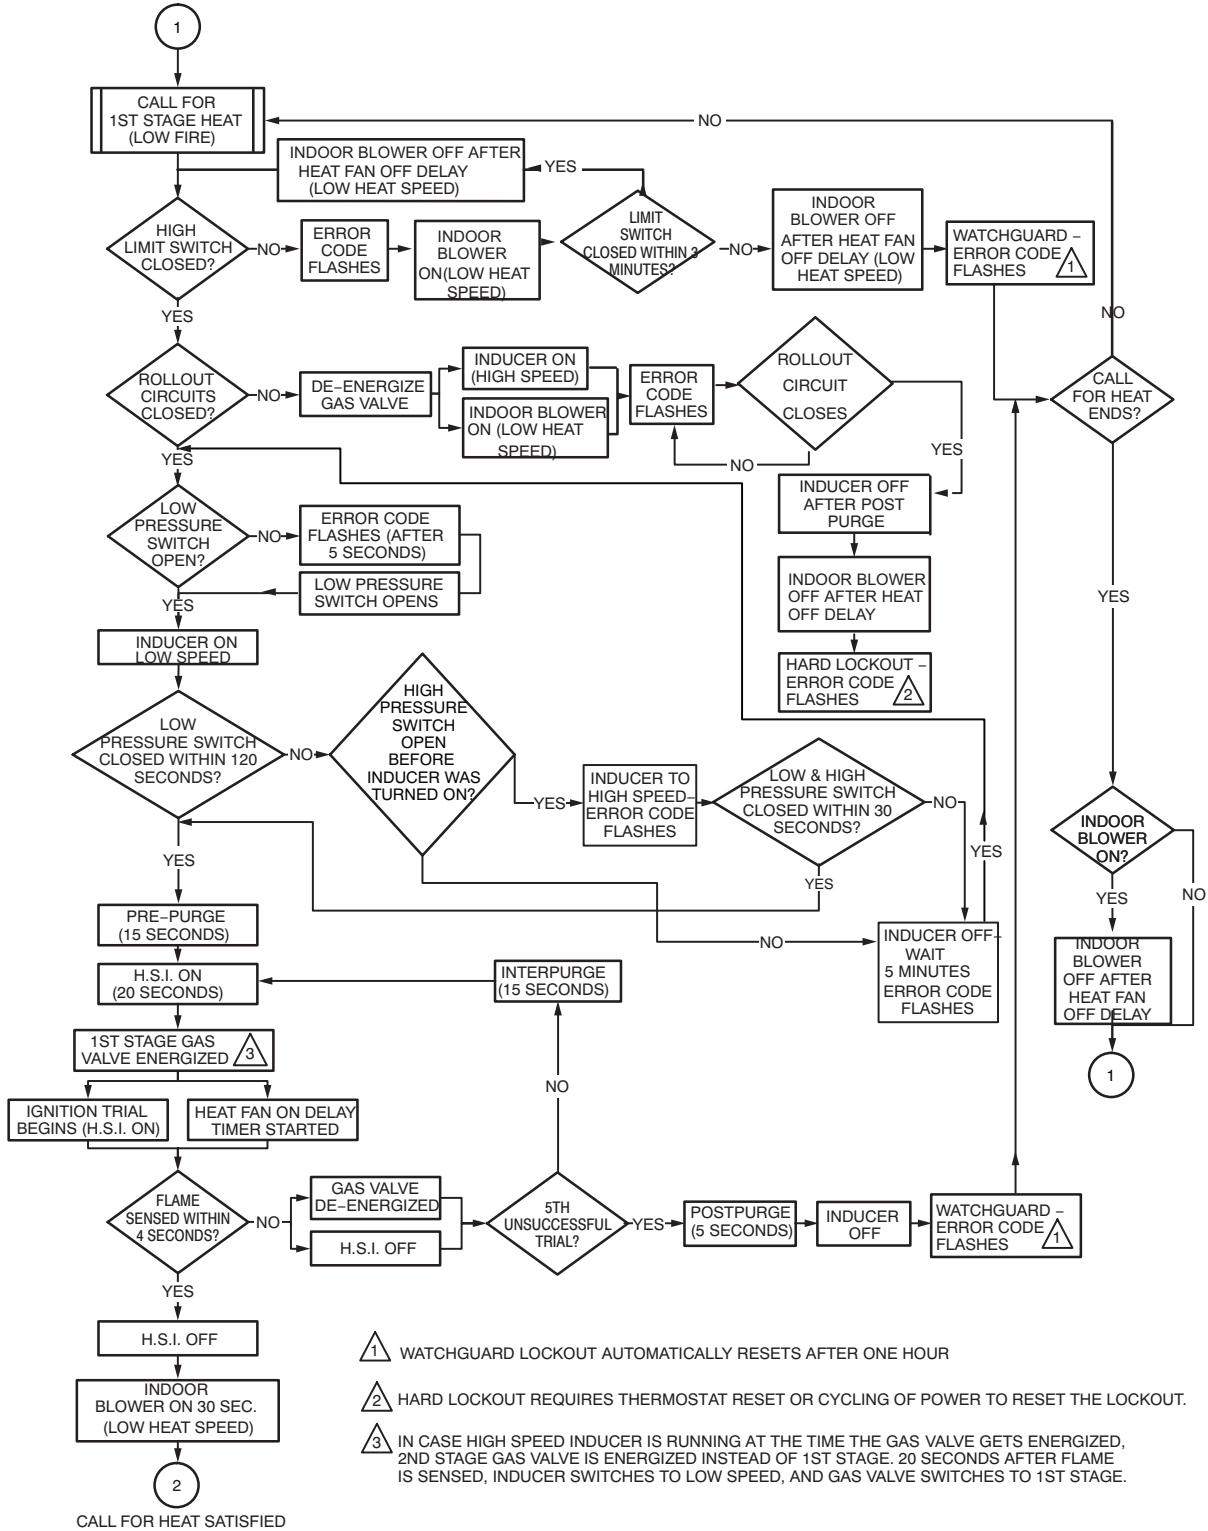 1
CALL FOR
1ST STAGE HEAT
(LOW FIRE)
NO
INDOOR BLOWER OFF AFTER
HEAT FAN OFF DELAY
(LOW HEAT SPEED)
YES
HIGH
LIMIT SWITCH
CLOSED?
NO
ERROR
CODE
FLASHES
INDOOR
BLOWER
ON(LOW HEAT
SPEED)
LIMIT
SWITCH
CLOSED WITHIN 3
MINUTES?
NO
INDOOR
BLOWER OFF
AFTER HEAT FAN
OFF DELAY (LOW
HEAT SPEED)
WATCHGUARD –
ERROR CODE
FLASHES
1
YES
NO
ROLLOUT
CIRCUITS
CLOSED?
NO
DE–ENERGIZE
GAS VALVE
INDUCER ON
(HIGH SPEED)
INDOOR BLOWER
ON (LOW HEAT
SPEED)
ERROR
CODE
FLASHES
ROLLOUT
CIRCUIT
CLOSES
NO
YES
CALL
FOR HEAT
ENDS?
YES
LOW
PRESSURE
SWITCH
OPEN?
NO
ERROR CODE
FLASHES (AFTER
5 SECONDS)
LOW PRESSURE
SWITCH OPENS
INDUCER OFF
AFTER POST
PURGE
INDOOR BLOWER
OFF AFTER HEAT
OFF DELAY
HARD LOCKOUT –
ERROR CODE
FLASHES
2
YES
YES
INDUCER ON
LOW SPEED
LOW
PRESSURE SWITCH
CLOSED WITHIN 120
SECONDS?
NO
HIGH
PRESSURE
SWITCH
OPEN
BEFORE
INDUCER WAS
TURNED ON?
YES
INDUCER TO
HIGH SPEED–
ERROR CODE
FLASHES
LOW & HIGH
PRESSURE SWITCH
CLOSED WITHIN 30
SECONDS?
NO
YES
YES
INDOOR
BLOWER
ON?
YES
NO
YES
PRE–PURGE
(15 SECONDS)
NO
INDUCER OFF–
WAIT
5 MINUTES
ERROR CODE
FLASHES
INDOOR
BLOWER
OFF AFTER
HEAT FAN
OFF DELAY
1
H.S.I. ON
(20 SECONDS)
INTERPURGE
(15 SECONDS)
1ST STAGE GAS
VALVE ENERGIZED
3
NO
IGNITION TRIAL
BEGINS (H.S.I. ON)
HEAT FAN ON DELAY
TIMER STARTED
FLAME
SENSED WITHIN
4 SECONDS?
NO
GAS VALVE
DE–ENERGIZED
H.S.I. OFF
5TH
UNSUCCESSFUL
TRIAL?
YES
POSTPURGE
(5 SECONDS)
INDUCER
OFF
WATCHGUARD –
ERROR CODE
FLASHES
1
YES
H.S.I. OFF
INDOOR
BLOWER ON 30 SEC.
(LOW HEAT SPEED)
2
CALL FOR HEAT SATISFIED
1 WATCHGUARD LOCKOUT AUTOMATICALLY RESETS AFTER ONE HOUR
2 HARD LOCKOUT REQUIRES THERMOSTAT RESET OR CYCLING OF POWER TO RESET THE LOCKOUT.
3 IN CASE HIGH SPEED INDUCER IS RUNNING AT THE TIME THE GAS VALVE GETS ENERGIZED,
2ND STAGE GAS VALVE IS ENERGIZED INSTEAD OF 1ST STAGE. 20 SECONDS AFTER FLAME
IS SENSED, INDUCER SWITCHES TO LOW SPEED, AND GAS VALVE SWITCHES TO 1ST STAGE.